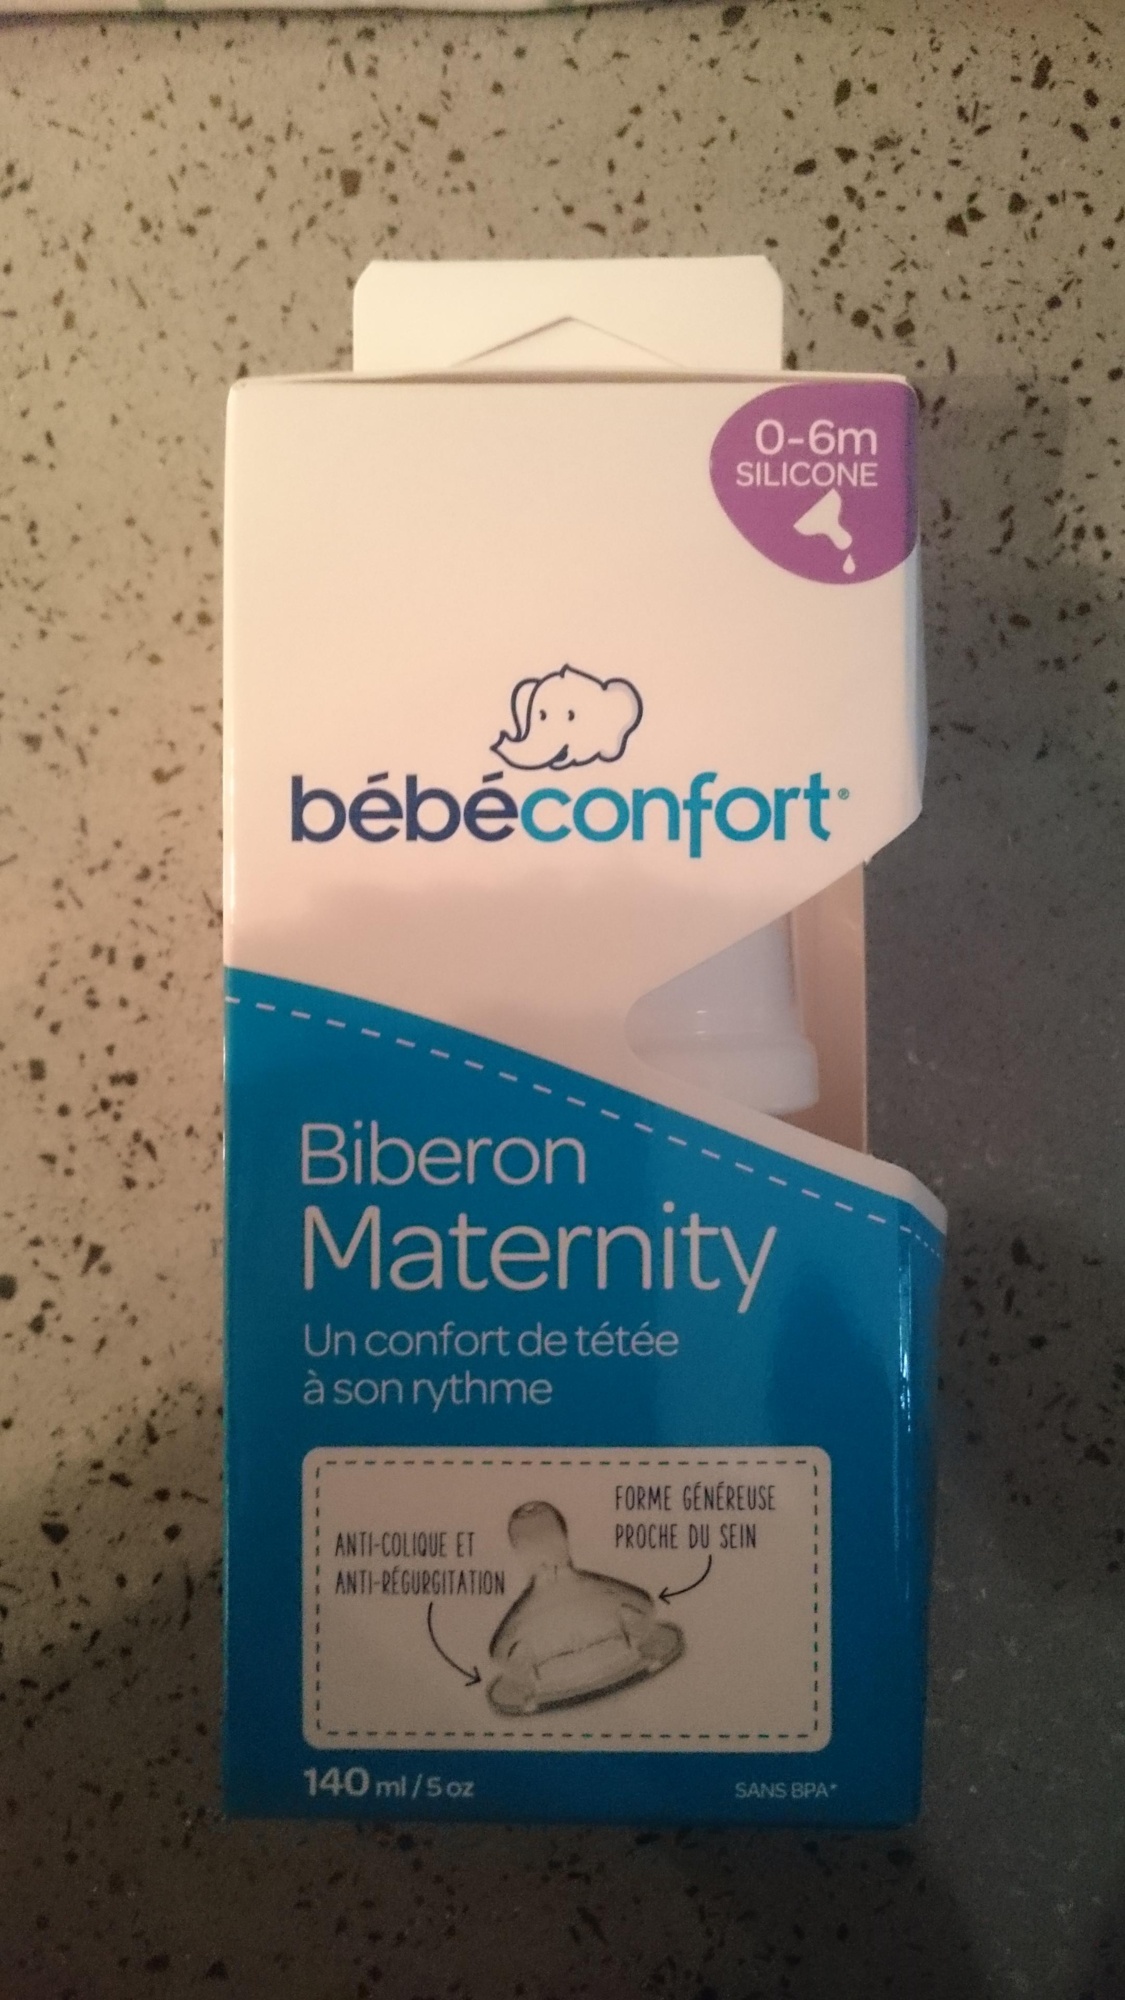 0-6m
SILICONE
bébéconfort®
Biberon
Maternity
Un confort de tétée
à son rythme
FORME GÉNÉREUSE
PROCHE DU SEIN
ANTI-COLIQUE ET
ANTI-RÉGURGITATION
140 ml / 5 oz
SANS BPA*